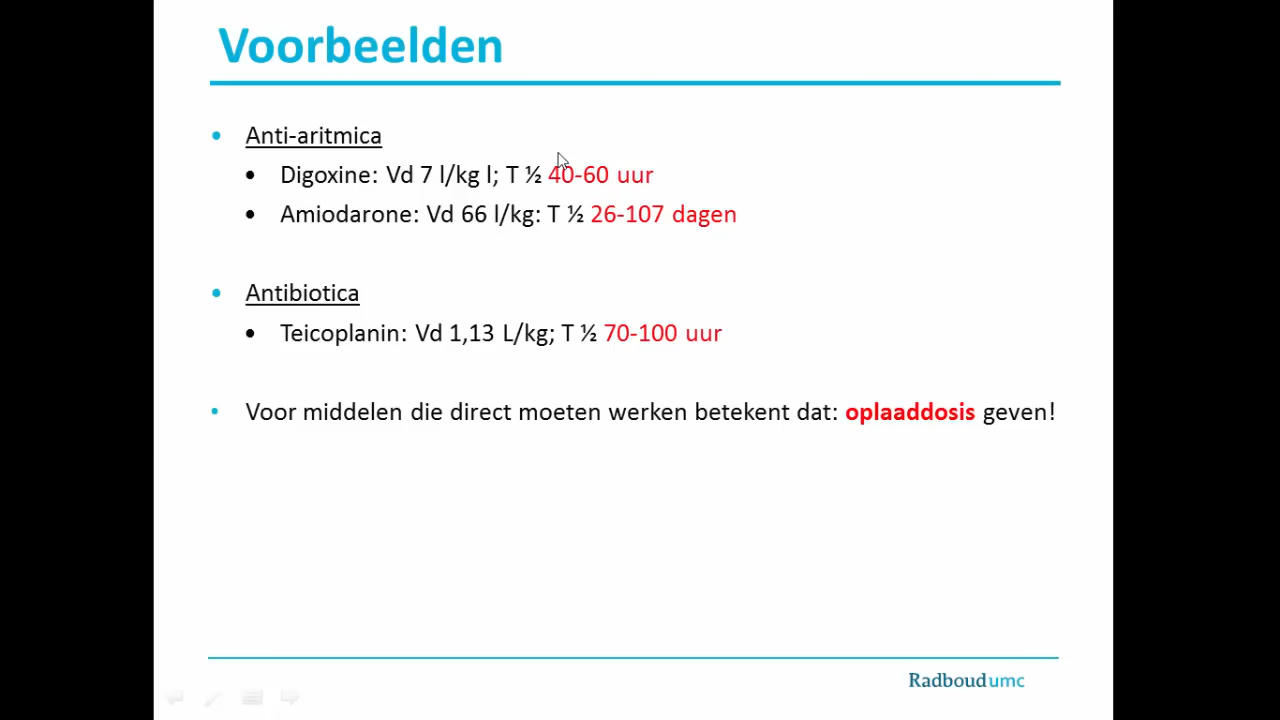 Voorbeelden
• Anti-aritmica
• Digoxine: Vd 7 l/kg l; T ½ 40-60 uur
• Amiodarone: Vd 66 l/kg: T ½ 26-107 dagen
• Antibiotica
• Teicoplanin: Vd 1,13 L/kg; T ½ 70-100 uur
• Voor middelen die direct moeten werken betekent dat: oplaaddosis geven!
Radboudumc